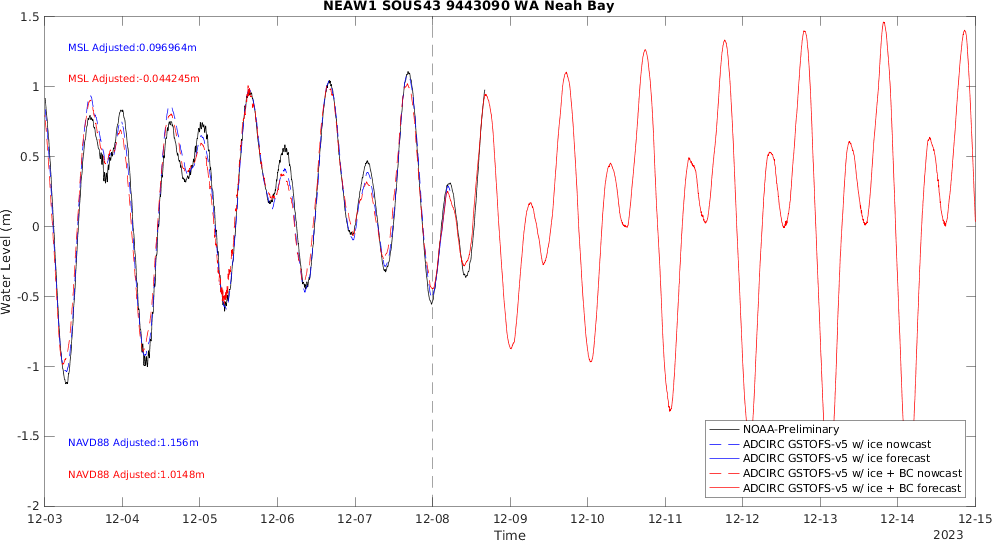 NEAW1 SOUS43 9443090 WA Neah Bay
MSL Adjusted:0.096964m
MSL Adjusted:-0.044245m
NAVD88 Adjusted:1.156m
NAVD88 Adjusted:1.0148m
Water Level (m)
1.5
1
0.5
0
-0.5
-1
-1.5
-2
NOAA-Preliminary
ADCIRC GSTOFS-v5 w/ ice nowcast
ADCIRC GSTOFS-v5 w/ ice forecast
ADCIRC GSTOFS-v5 w/ ice + BC nowcast
ADCIRC GSTOFS-v5 w/ ice + BC forecast
12-03 12-04 12-05 12-06 12-07 12-08 12-09 12-10 12-11 12-12 12-13 12-14 12-15
Time
2023